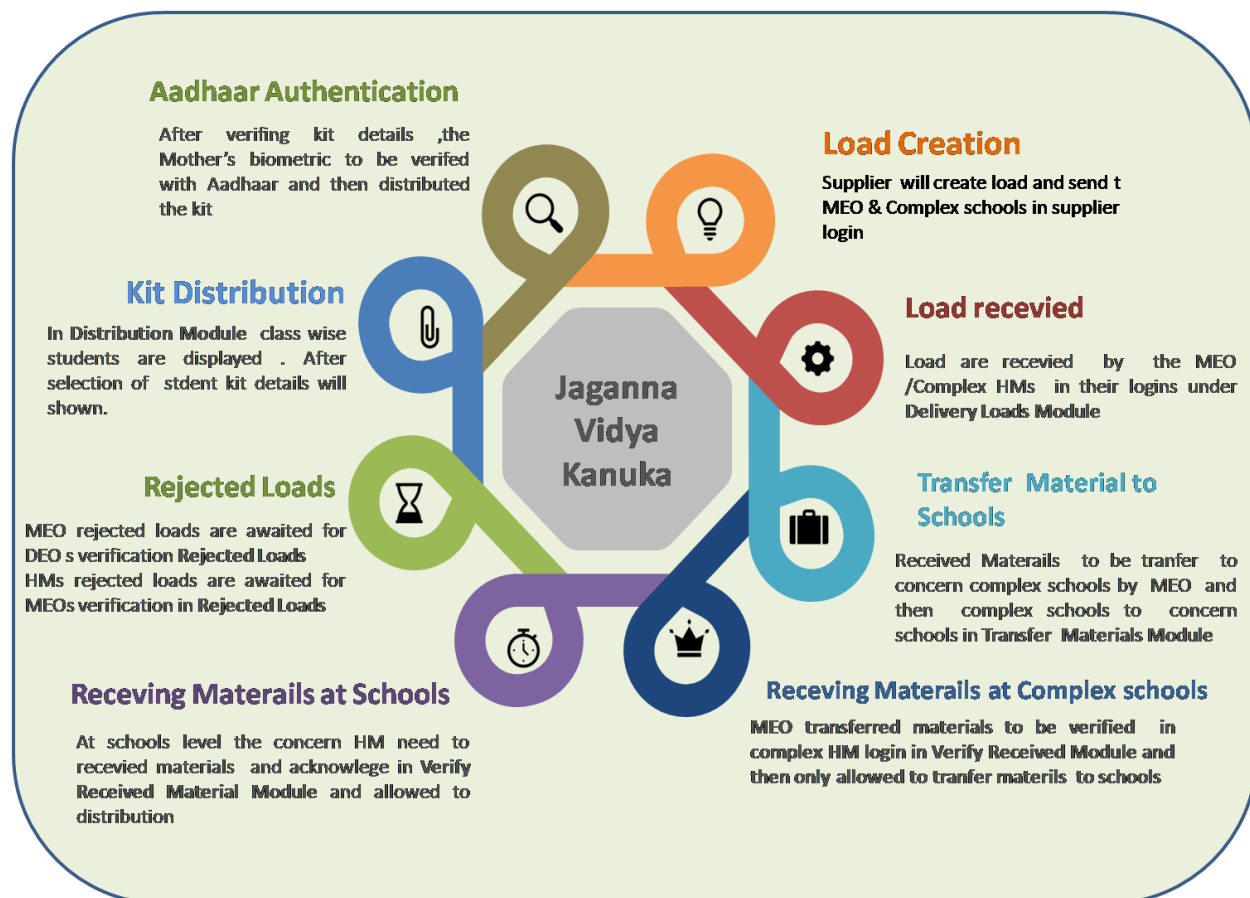 Aadhaar Authentication
After verifing kit details ,the
Mother's biometric to be verifed
with Aadhaar and then distributed
the kit
Load Creation
Supplier will create load and send t
MEO & Complex schools in supplier
login
Kit Distribution
In Distribution Module class wise
students are displayed . After
selection of stdent kit details will
shown.
Load recevied
Load are recevied by the MEO
/Complex HMs in their logins under
Delivery Loads Module
Jaganna
Vidya
Kanuka
Rejected Loads
MEO rejected loads are awaited for
DEO s verification Rejected Loads
HMs rejected loads are awaited for
MEOs verification in Rejected Loads
Transfer Material to
Schools
Received Materails to be tranfer to
concern complex schools by MEO and
then complex schools to concern
schools in Transfer Materials Module
Receving Materails at Schools
At schools level the concern HM need to
recevied materials and acknowlege in Verify
Received Material Module and allowed to
distribution
Receving Materails at Complex schools
MEO transferred materials to be verified in
complex HM login in Verify Received Module and
then only allowed to tranfer materils to schools